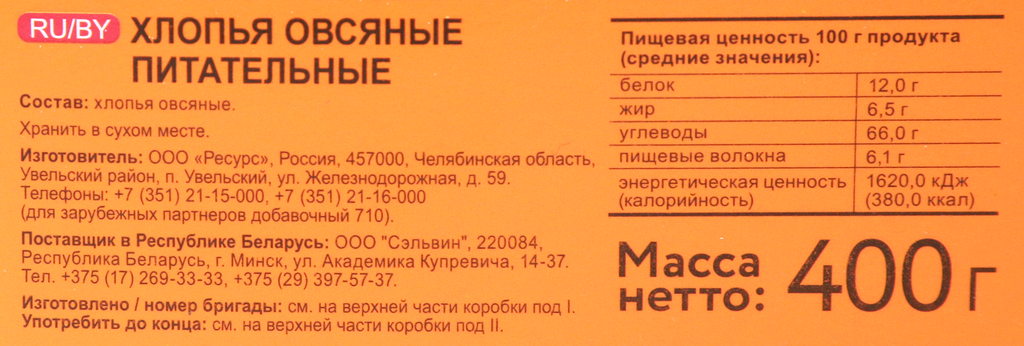 RU/BY
ХЛОПЬЯ ОВСЯНЫЕ
ПИТАТЕЛЬНЫЕ
Состав: хлопья овсяные.
Хранить в сухом месте.
Изготовитель: ООО «Ресурс», Россия, 457000, Челябинская область,
Увельский район, п. Увельский, ул. Железнодорожная, д. 59.
Телефоны: +7 (351) 21-15-000, +7 (351) 21-16-000
(для зарубежных партнеров добавочный 710).
Поставщик в Республике Беларусь: ООО "Сэльвин", 220084,
Республика Беларусь, г. Минск, ул. Академика Купревича, 14-37.
Тел. +375 (17) 269-33-33, +375 (29) 397-57-37.
Изготовлено / номер бригады: см. на верхней части коробки под I.
Употребить до конца: см. на верхней части коробки под II.
Пищевая ценность 100 г продукта
(средние значения):
белок 12,0 г
жир 6,5 г
углеводы 66,0 г
пищевые волокна 6,1 г
энергетическая ценность 1620,0 кДж
(калорийность) (380,0 ккал)
Масса
нетто: 400 г